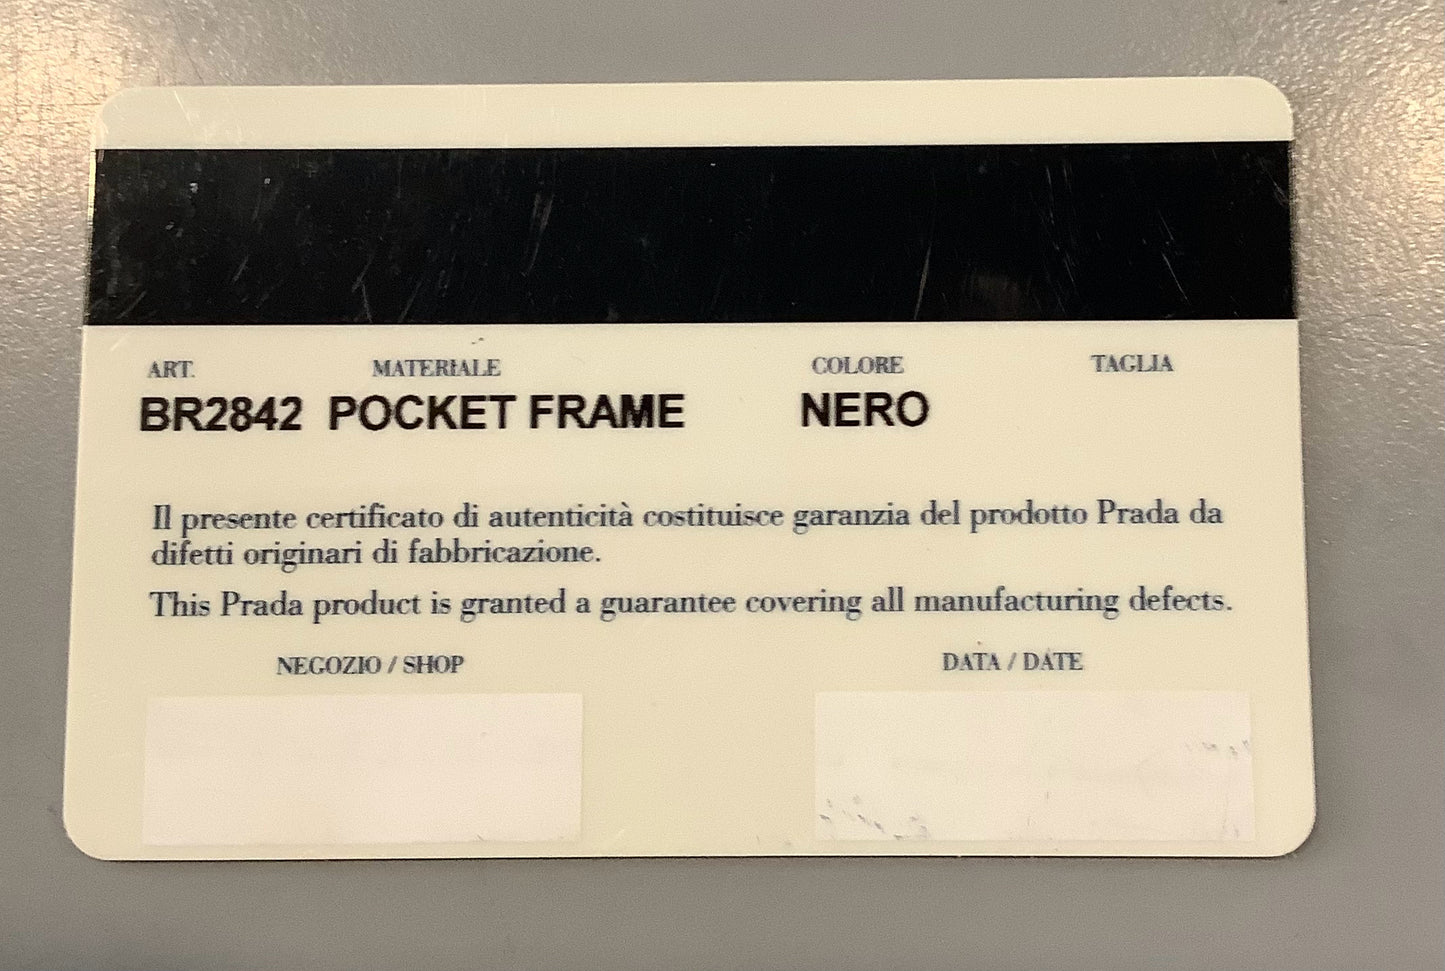 ART. MATERIALE COLORE TAGLIA
BR2842 POCKET FRAME NERO
Il presente certificato di autenticità costituisce garanzia del prodotto Prada da
difetti originari di fabbricazione.
This Prada product is granted a guarantee covering all manufacturing defects.
NEGOZIO / SHOP DATA / DATE